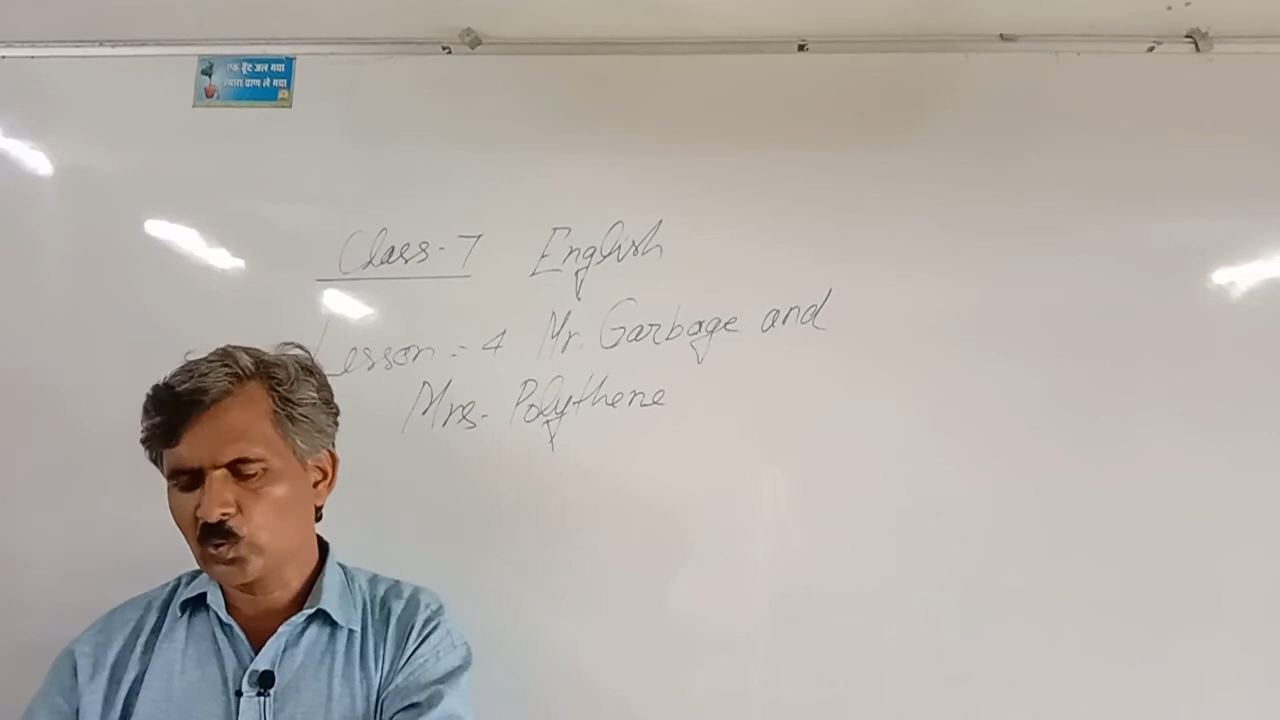 एक बूँद जल गया
हमारा प्राण ले गया
Class-7 English
Lesson = 4 Mr. Garbage and
Mrs. Polythene